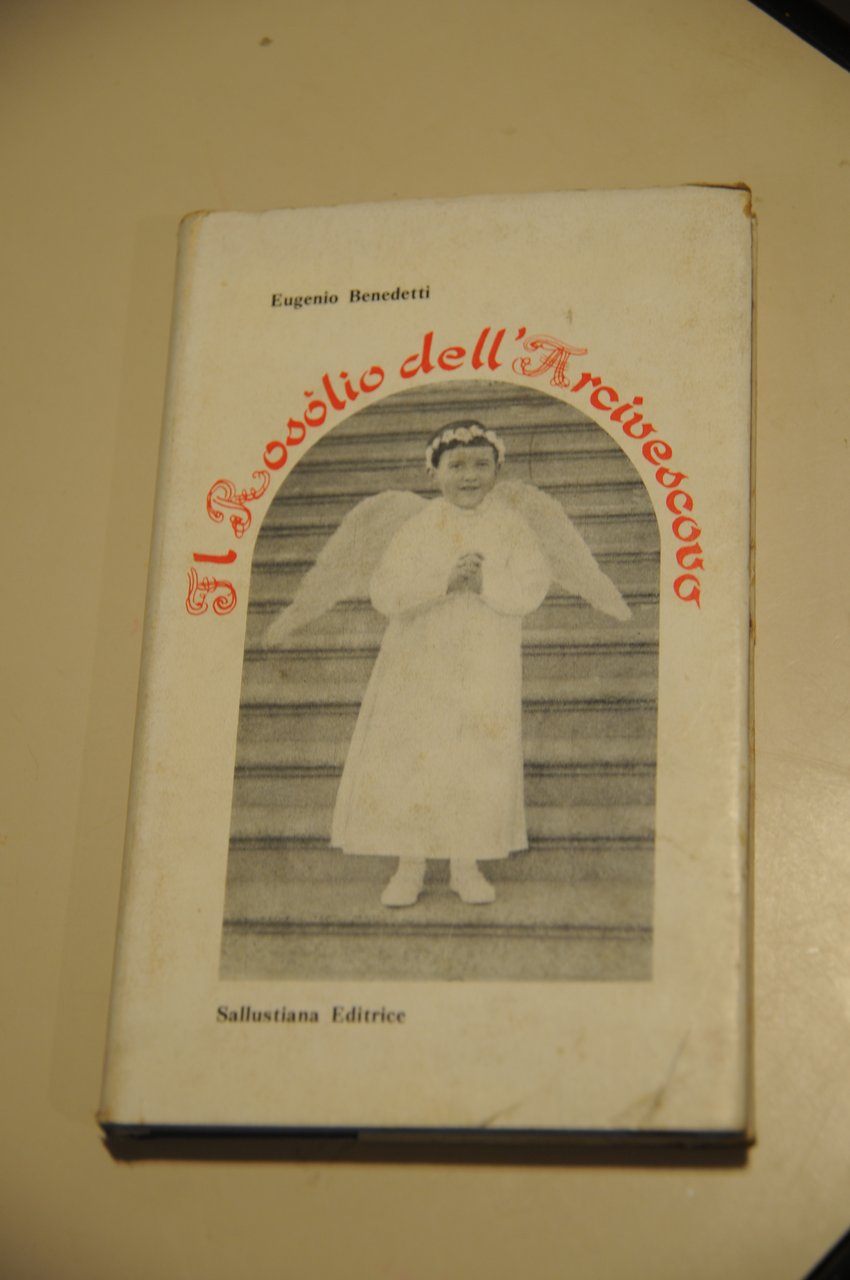 Eugenio Benedetti
Il Rosòlio dell'Arcivescovo
Sallustiana Editrice